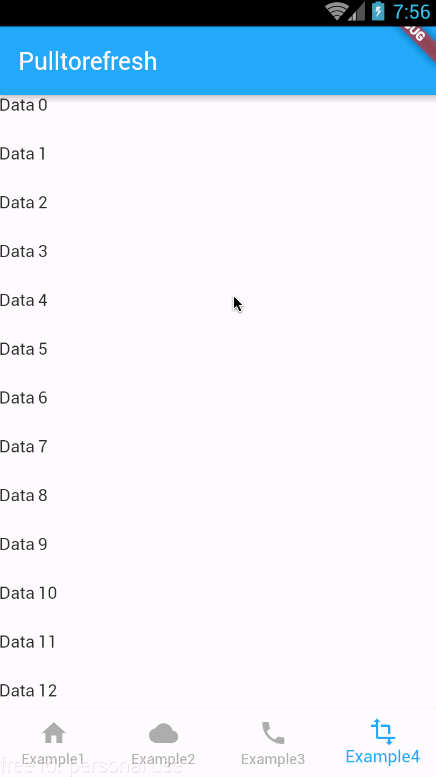 7:56
UG
Pulltorefresh
Data 0
Data 1
Data 2
Data 3
Data 4
Data 5
Data 6
Data 7
Data 8
Data 9
Data 10
Data 11
Data 12
Example1 Example2 Example3 Example4
free for personal use